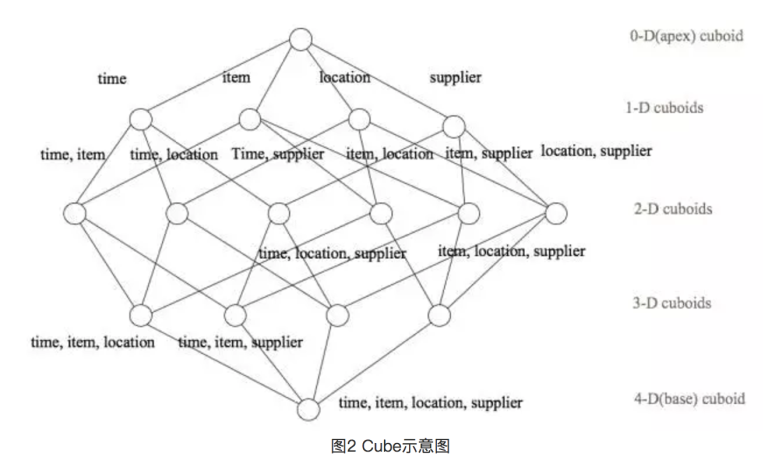 0-D(apex) cuboid
time item location supplier
1-D cuboids
time, item time, location Time, supplier item, location item, supplier location, supplier
2-D cuboids
time, location, supplier item, location, supplier
3-D cuboids
time, item, location time, item, supplier
4-D(base) cuboid
time, item, location, supplier
图2 Cube示意图